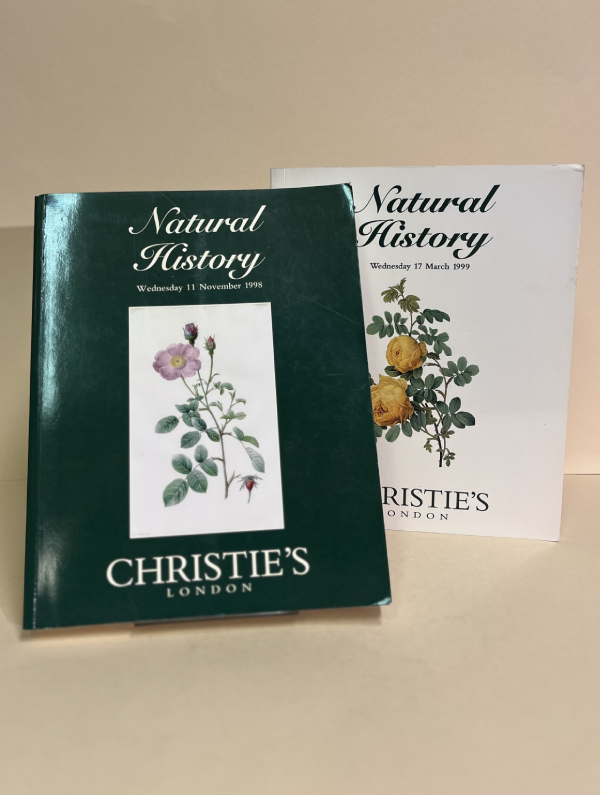 Natural
History
Wednesday 11 November 1998
CHRISTIE'S
LONDON
Natural
History
Wednesday 17 March 1999
CHRISTIE'S
LONDON